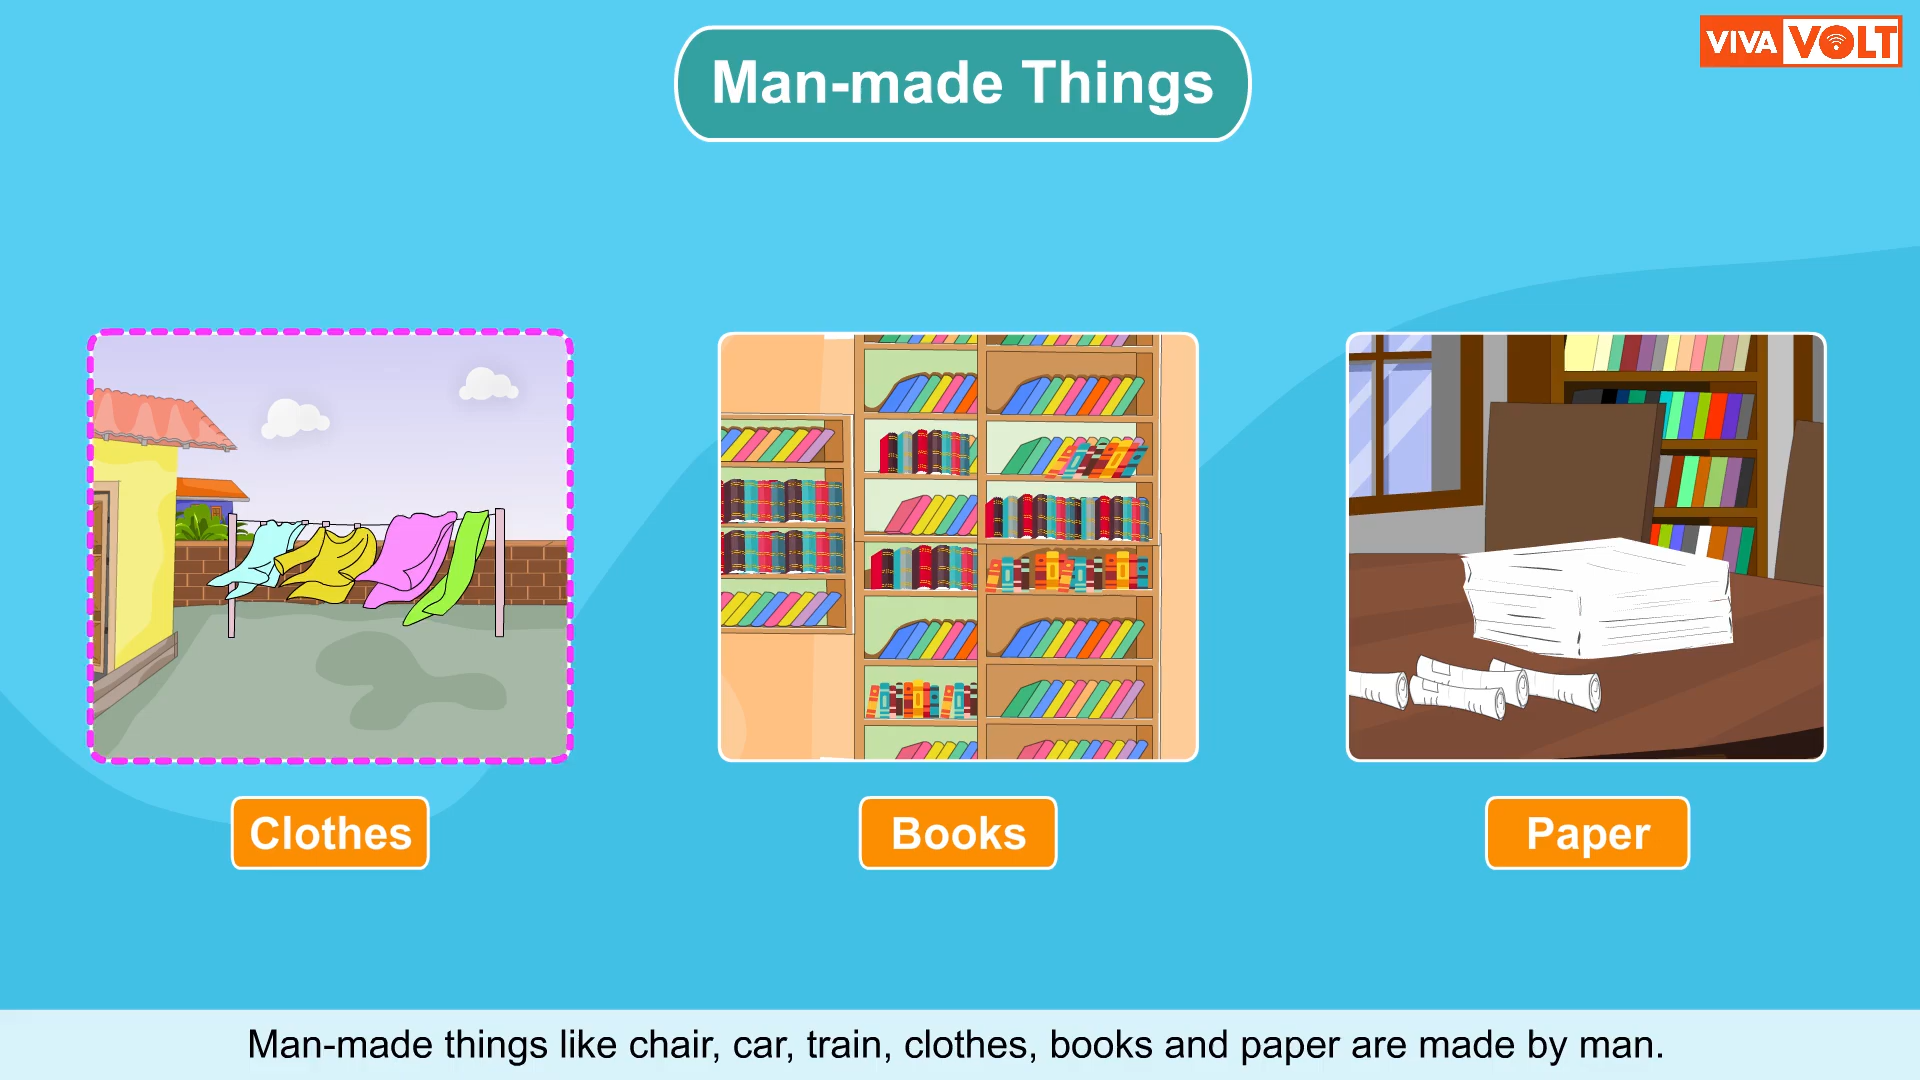 VIVA VOLT
Man-made Things
Clothes
Books
Paper
Man-made things like chair, car, train, clothes, books and paper are made by man.